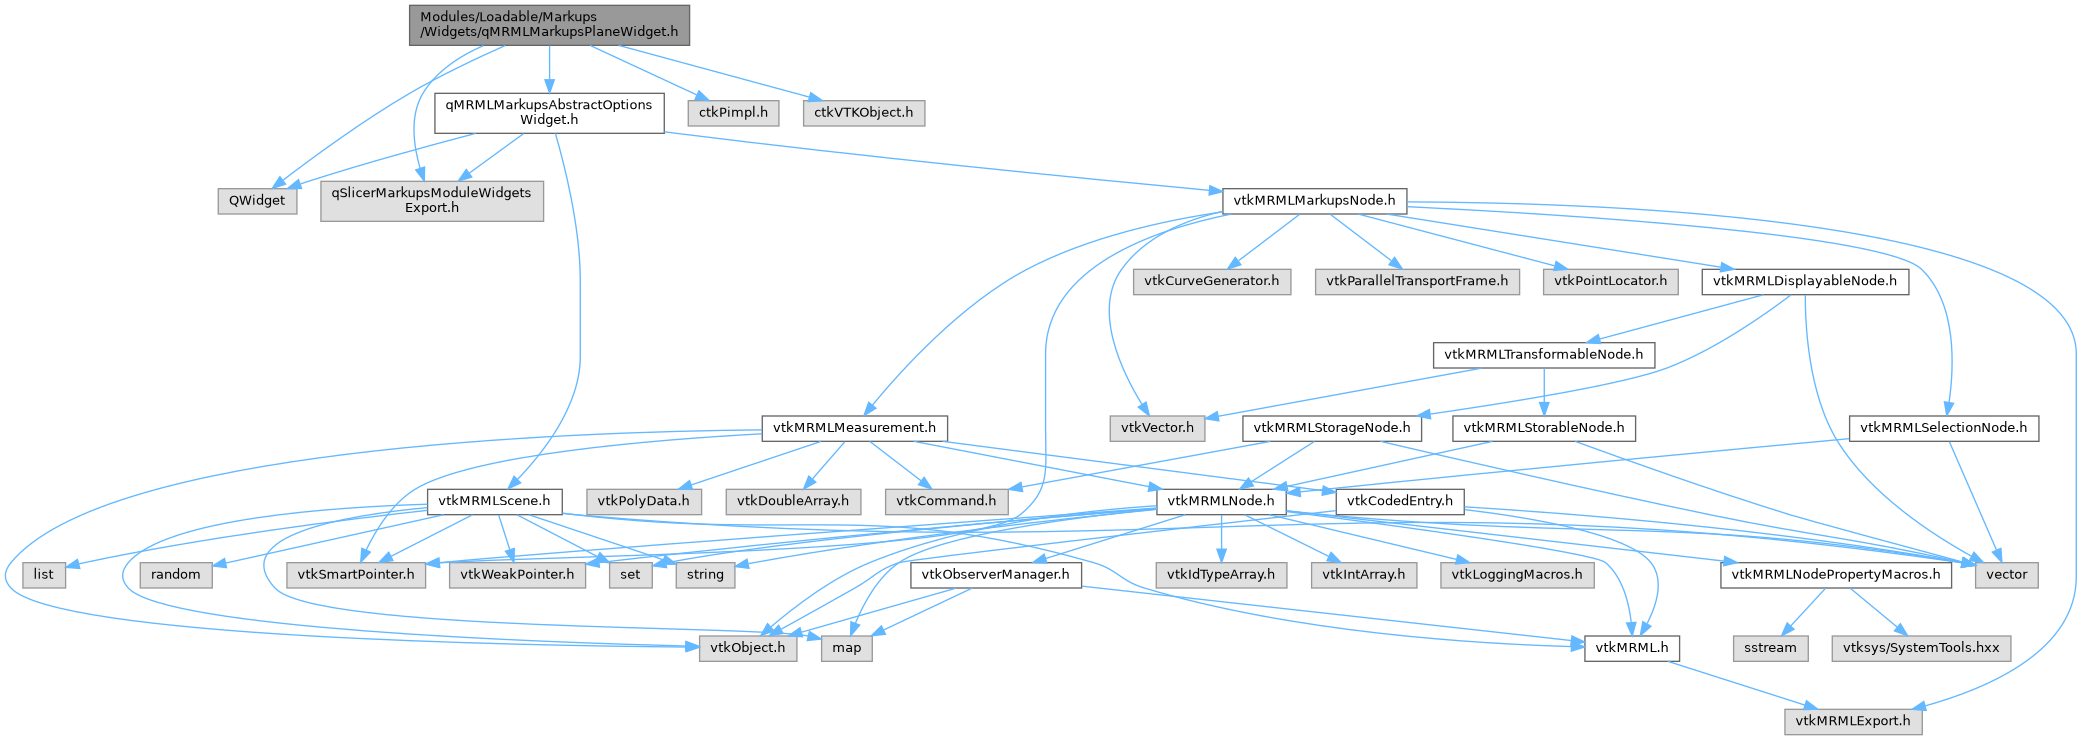 Modules/Loadable/Markups
/Widgets/qMRMLMarkupsPlaneWidget.h
qMRMLMarkupsAbstractOptions
Widget.h
ctkPimpl.h
ctkVTKObject.h
QWidget
qSlicerMarkupsModuleWidgets
Export.h
vtkMRMLMarkupsNode.h
vtkCurveGenerator.h
vtkParallelTransportFrame.h
vtkPointLocator.h
vtkMRMLDisplayableNode.h
vtkMRMLTransformableNode.h
vtkMRMLMeasurement.h
vtkVector.h
vtkMRMLStorageNode.h
vtkMRMLStorableNode.h
vtkMRMLSelectionNode.h
vtkMRMLScene.h
vtkPolyData.h
vtkDoubleArray.h
vtkCommand.h
vtkMRMLNode.h
vtkCodedEntry.h
list
random
vtkSmartPointer.h
vtkWeakPointer.h
set
string
vtkObserverManager.h
vtkIdTypeArray.h
vtkIntArray.h
vtkLoggingMacros.h
vtkMRMLNodePropertyMacros.h
vector
vtkObject.h
map
vtkMRML.h
sstream
vtksys/SystemTools.hxx
vtkMRMLExport.h